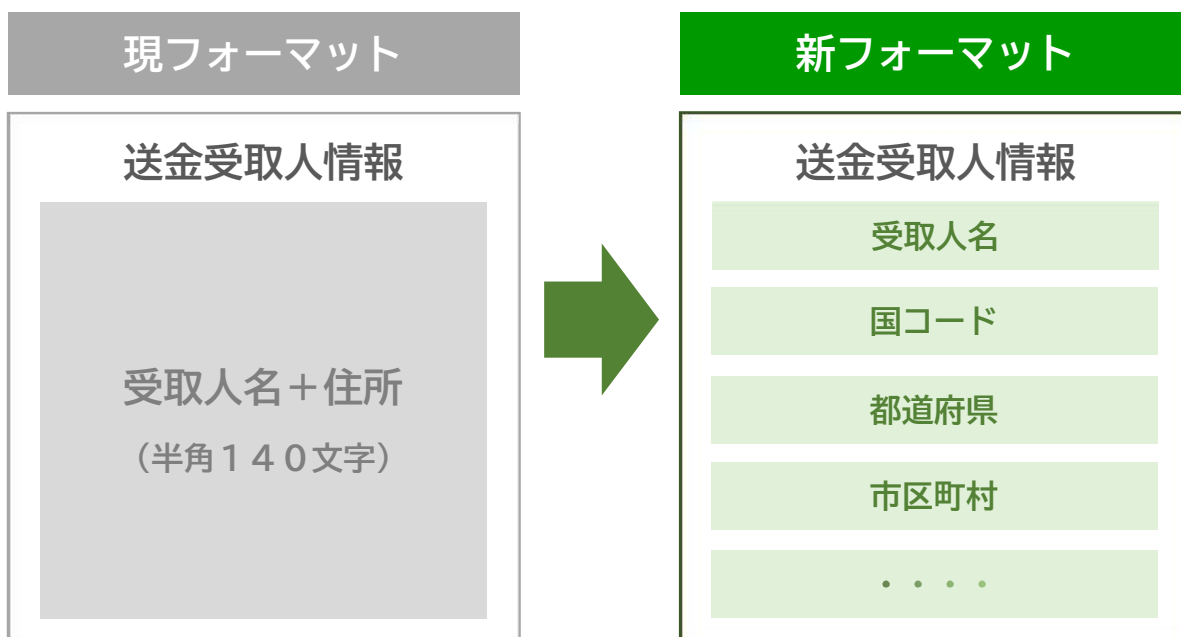 現フォーマット
送金受取人情報
受取人名＋住所
（半角１４０文字）
新フォーマット
送金受取人情報
受取人名
国コード
都道府県
市区町村
・・・・